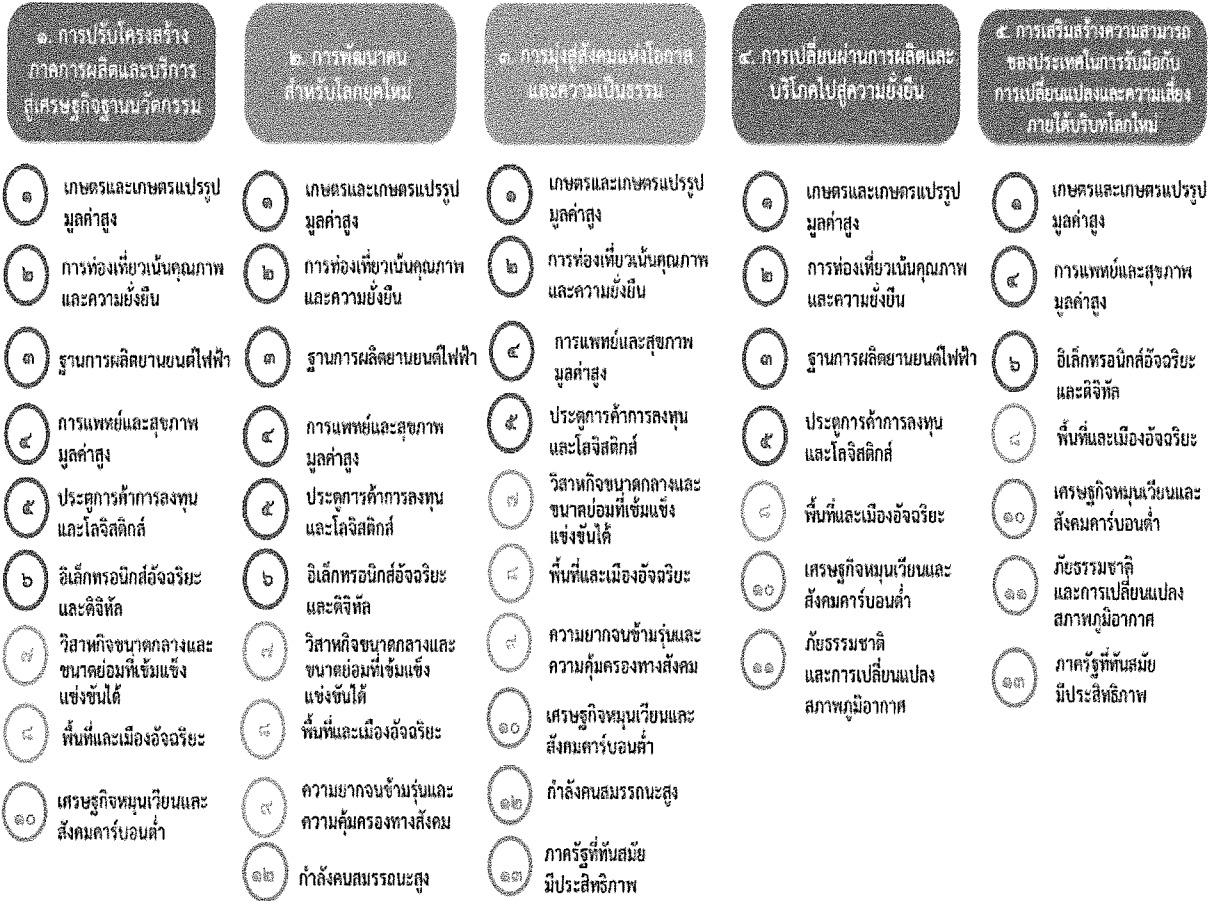 ๑. การปรับโครงสร้าง
ภาคการผลิตและบริการ
สู่เศรษฐกิจฐานนวัตกรรม
๑
เกษตรและเกษตรแปรรูป
มูลค่าสูง
๒
การท่องเที่ยวเน้นคุณภาพ
และความยั่งยืน
๓
ฐานการผลิตยานยนต์ไฟฟ้า
๔
การแพทย์และสุขภาพ
มูลค่าสูง
๕
ประตูการค้าการลงทุน
และโลจิสติกส์
๖
อิเล็กทรอนิกส์อัจฉริยะ
และดิจิทัล
๗
วิสาหกิจขนาดกลางและ
ขนาดย่อมที่เข้มแข็ง
แข่งขันได้
๘
พื้นที่และเมืองอัจฉริยะ
๑๐
เศรษฐกิจหมุนเวียนและ
สังคมคาร์บอนต่ำ
๒. การพัฒนาคน
สำหรับโลกยุคใหม่
๑
เกษตรและเกษตรแปรรูป
มูลค่าสูง
๒
การท่องเที่ยวเน้นคุณภาพ
และความยั่งยืน
๓
ฐานการผลิตยานยนต์ไฟฟ้า
๔
การแพทย์และสุขภาพ
มูลค่าสูง
๕
ประตูการค้าการลงทุน
และโลจิสติกส์
๖
อิเล็กทรอนิกส์อัจฉริยะ
และดิจิทัล
๗
วิสาหกิจขนาดกลางและ
ขนาดย่อมที่เข้มแข็ง
แข่งขันได้
๘
พื้นที่และเมืองอัจฉริยะ
๙
ความยากจนข้ามรุ่นและ
ความคุ้มครองทางสังคม
๑๒
กำลังคนสมรรถนะสูง
๓. การมุ่งสู่สังคมแห่งโอกาส
และความเป็นธรรม
๑
เกษตรและเกษตรแปรรูป
มูลค่าสูง
๒
การท่องเที่ยวเน้นคุณภาพ
และความยั่งยืน
๔
การแพทย์และสุขภาพ
มูลค่าสูง
๕
ประตูการค้าการลงทุน
และโลจิสติกส์
๗
วิสาหกิจขนาดกลางและ
ขนาดย่อมที่เข้มแข็ง
แข่งขันได้
๘
พื้นที่และเมืองอัจฉริยะ
๙
ความยากจนข้ามรุ่นและ
ความคุ้มครองทางสังคม
๑๐
เศรษฐกิจหมุนเวียนและ
สังคมคาร์บอนต่ำ
๑๒
กำลังคนสมรรถนะสูง
๑๓
ภาครัฐที่ทันสมัย
มีประสิทธิภาพ
๔. การเปลี่ยนผ่านการผลิตและ
บริโภคไปสู่ความยั่งยืน
๑
เกษตรและเกษตรแปรรูป
มูลค่าสูง
๒
การท่องเที่ยวเน้นคุณภาพ
และความยั่งยืน
๓
ฐานการผลิตยานยนต์ไฟฟ้า
๕
ประตูการค้าการลงทุน
และโลจิสติกส์
๘
พื้นที่และเมืองอัจฉริยะ
๑๐
เศรษฐกิจหมุนเวียนและ
สังคมคาร์บอนต่ำ
๑๑
ภัยธรรมชาติ
และการเปลี่ยนแปลง
สภาพภูมิอากาศ
๕. การเสริมสร้างความสามารถ
ของประเทศในการรับมือกับ
การเปลี่ยนแปลงและความเสี่ยง
ภายใต้บริบทโลกใหม่
๑
เกษตรและเกษตรแปรรูป
มูลค่าสูง
๔
การแพทย์และสุขภาพ
มูลค่าสูง
๖
อิเล็กทรอนิกส์อัจฉริยะ
และดิจิทัล
๘
พื้นที่และเมืองอัจฉริยะ
๑๐
เศรษฐกิจหมุนเวียนและ
สังคมคาร์บอนต่ำ
๑๑
ภัยธรรมชาติ
และการเปลี่ยนแปลง
สภาพภูมิอากาศ
๑๓
ภาครัฐที่ทันสมัย
มีประสิทธิภาพ